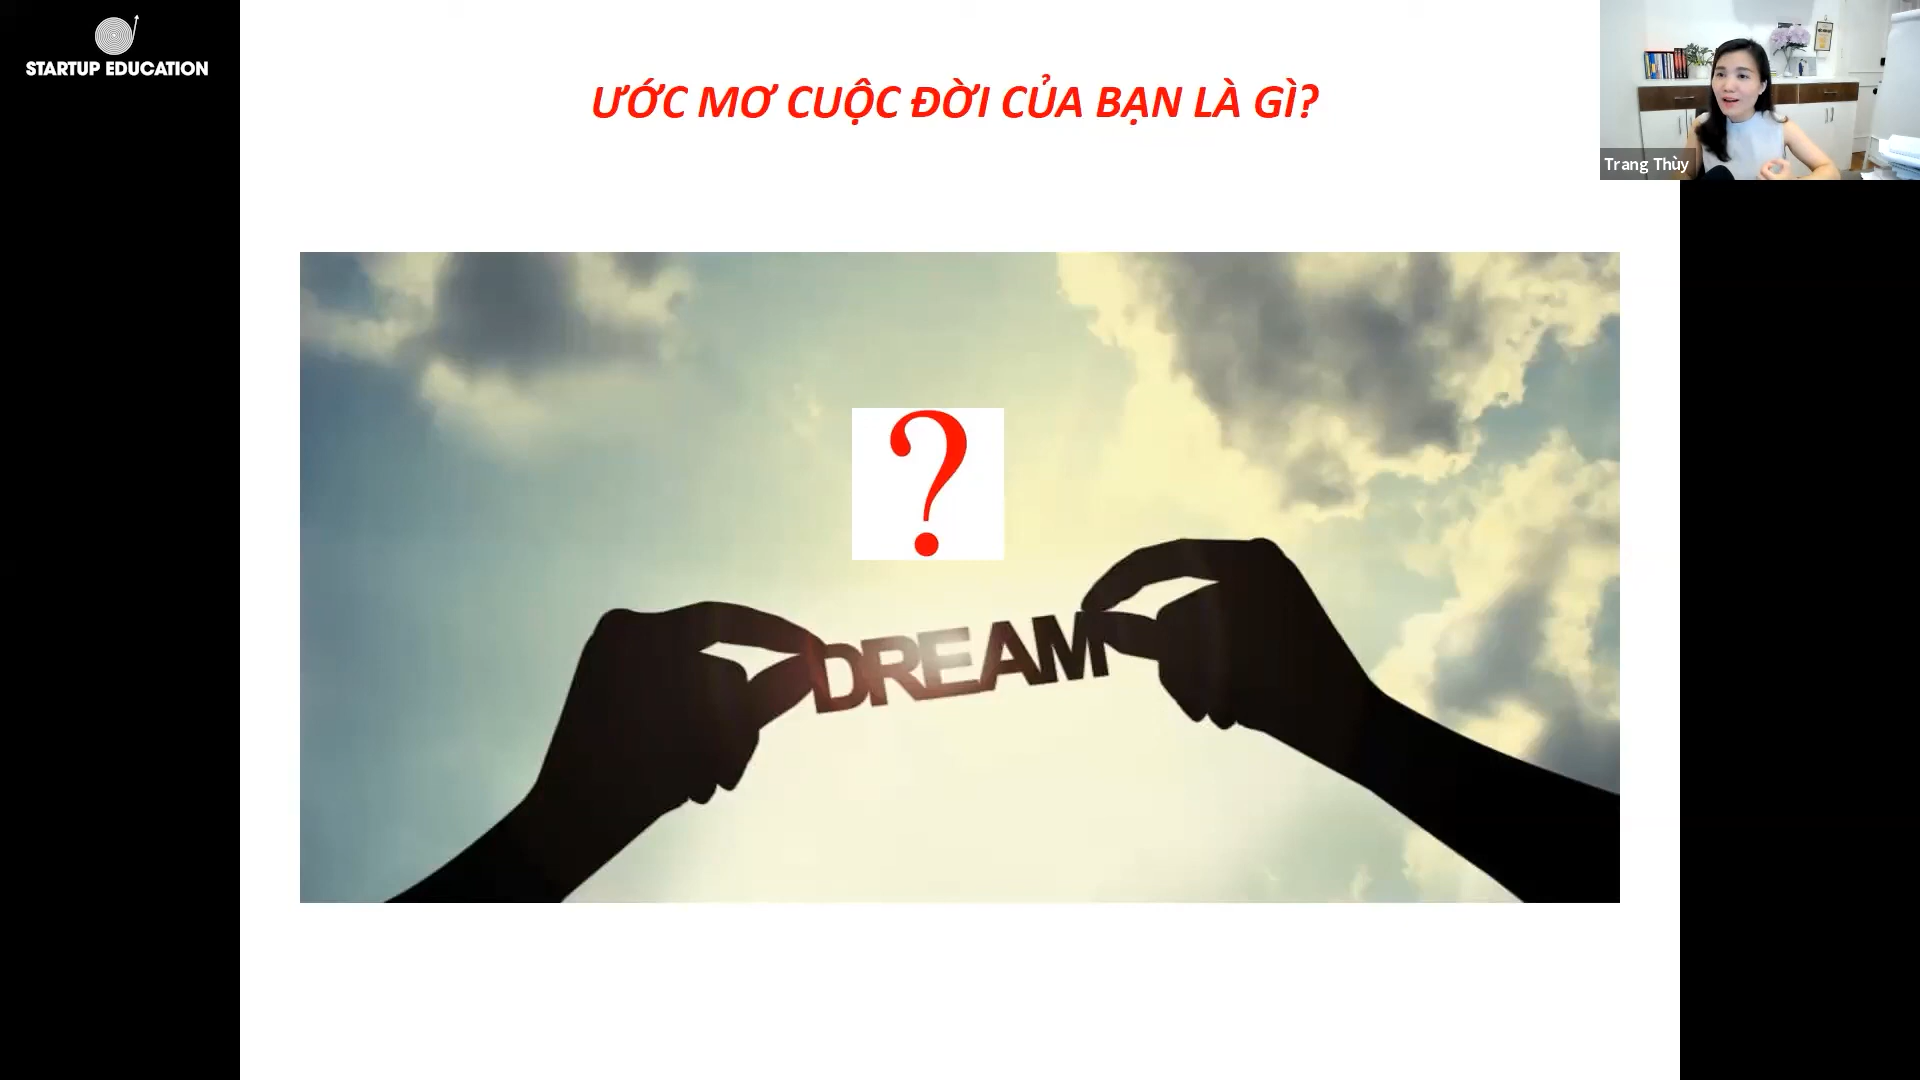 STARTUP EDUCATION
ƯỚC MƠ CUỘC ĐỜI CỦA BẠN LÀ GÌ?
Trang Thùy
?
DREAM